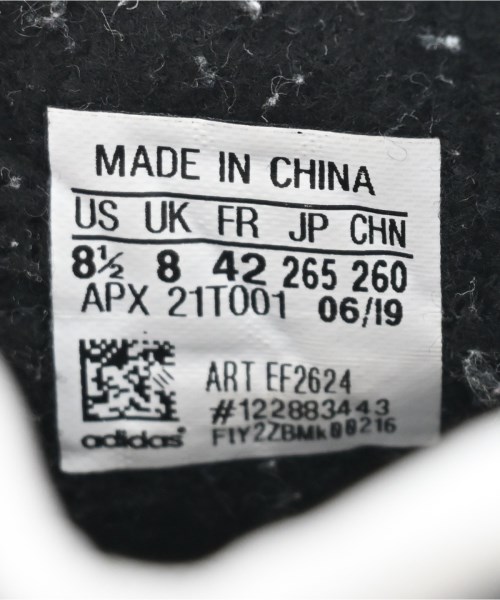 MADE IN CHINA
US UK FR JP CHN
8½ 8 42 265 260
APX 21T001 06/19
ART EF2624
#122883443
adidas